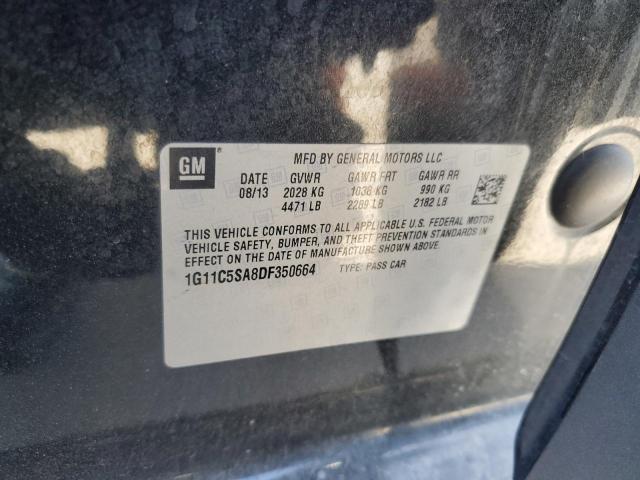 GM
MFD BY GENERAL MOTORS LLC
DATE GVWR GAWR FRT GAWR RR
08/13 2028 KG 1038 KG 990 KG
4471 LB 2289 LB 2182 LB
THIS VEHICLE CONFORMS TO ALL APPLICABLE U.S. FEDERAL MOTOR
VEHICLE SAFETY, BUMPER, AND THEFT PREVENTION STANDARDS IN
EFFECT ON THE DATE OF MANUFACTURE SHOWN ABOVE.
1G11C5SA8DF350664 TYPE: PASS CAR